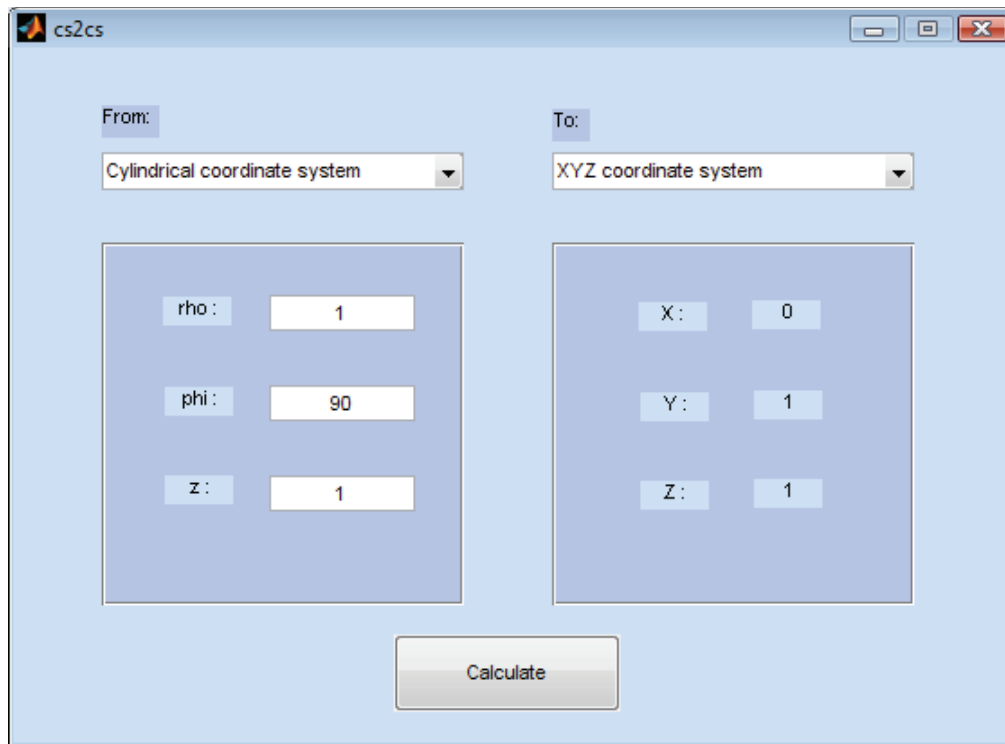 cs2cs
From:
To:
Cylindrical coordinate system
XYZ coordinate system
rho :
1
X :
0
phi :
90
Y :
1
z :
1
Z :
1
Calculate